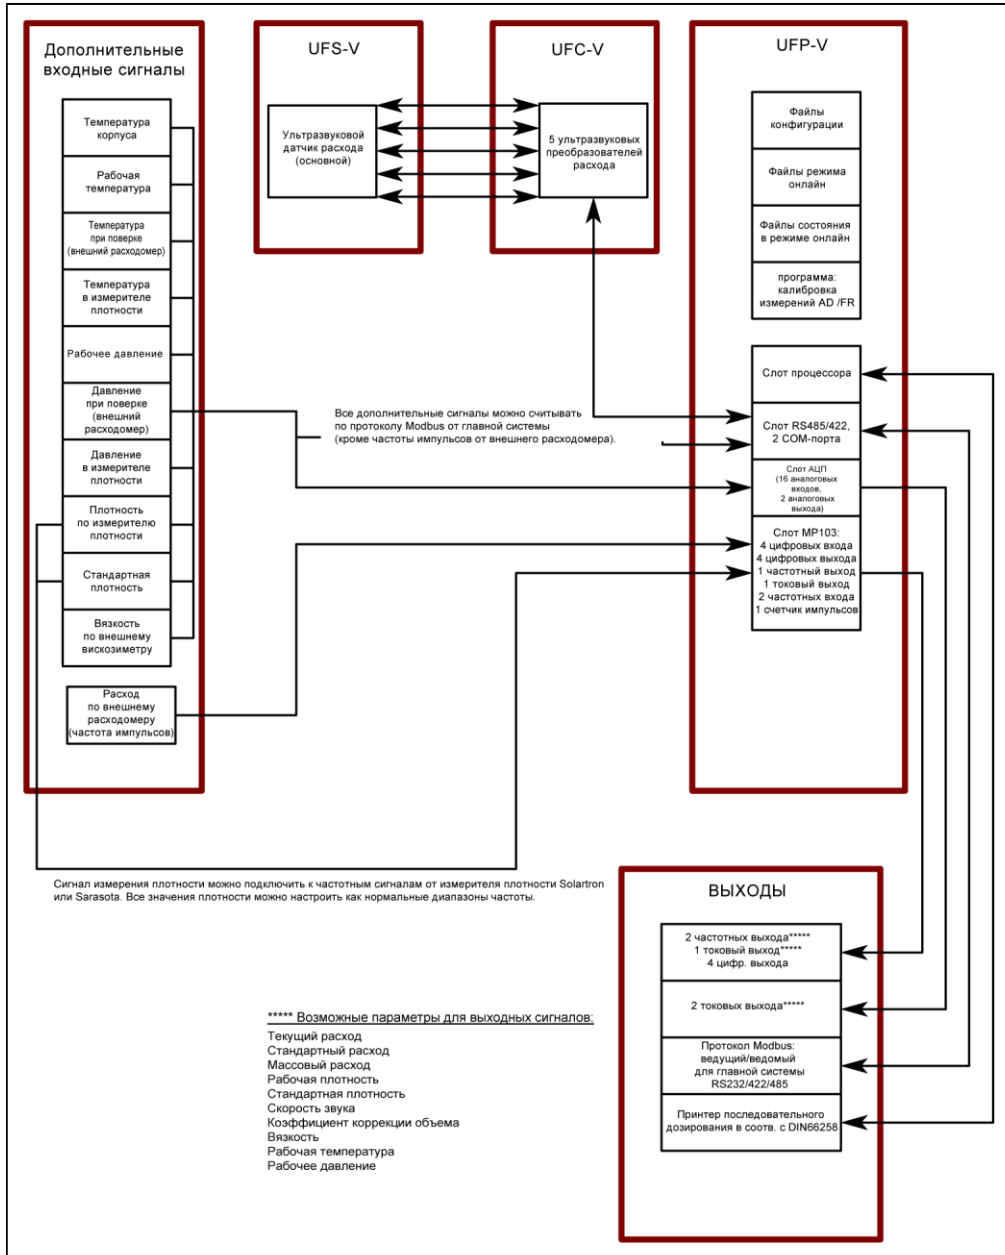 Дополнительные
входные сигналы
Температура
корпуса
Рабочая
температура
Температура
при поверке
(внешний расходомер)
Температура
в измерителе
плотности
Рабочее давление
Давление
при поверке
(внешний
расходомер)
Давление
в измерителе
плотности
Плотность
по измерителю
плотности
Стандартная
плотность
Вязкость
по внешнему
вискозиметру
Расход
по внешнему
расходомеру
(частота импульсов)
UFS-V
Ультразвуковой
датчик расхода
(основной)
UFC-V
5 ультразвуковых
преобразователей
расхода
UFP-V
Файлы
конфигурации
Файлы режима
онлайн
Файлы состояния
в режиме онлайн
программа:
калибровка
измерений AD /FR
Слот процессора
Слот RS485/422,
2 COM-порта
Слот АЦП
(16 аналоговых
входов,
2 аналоговых
выхода)
Слот MP103:
4 цифровых входа
4 цифровых выхода
1 частотный выход
1 токовый выход
2 частотных входа
1 счетчик импульсов
Все дополнительные сигналы можно считывать
по протоколу Modbus от главной системы
(кроме частоты импульсов от внешнего расходомера).
Сигнал измерения плотности можно подключить к частотным сигналам от измерителя плотности Solartron
или Sarasota. Все значения плотности можно настроить как нормальные диапазоны частоты.
ВЫХОДЫ
2 частотных выхода*****
1 токовый выход*****
4 цифр. выхода
2 токовых выхода*****
Протокол Modbus:
ведущий/ведомый
для главной системы
RS232/422/485
Принтер последовательного
дозирования в соотв. с DIN66258
***** Возможные параметры для выходных сигналов:
Текущий расход
Стандартный расход
Массовый расход
Рабочая плотность
Стандартная плотность
Скорость звука
Коэффициент коррекции объема
Вязкость
Рабочая температура
Рабочее давление